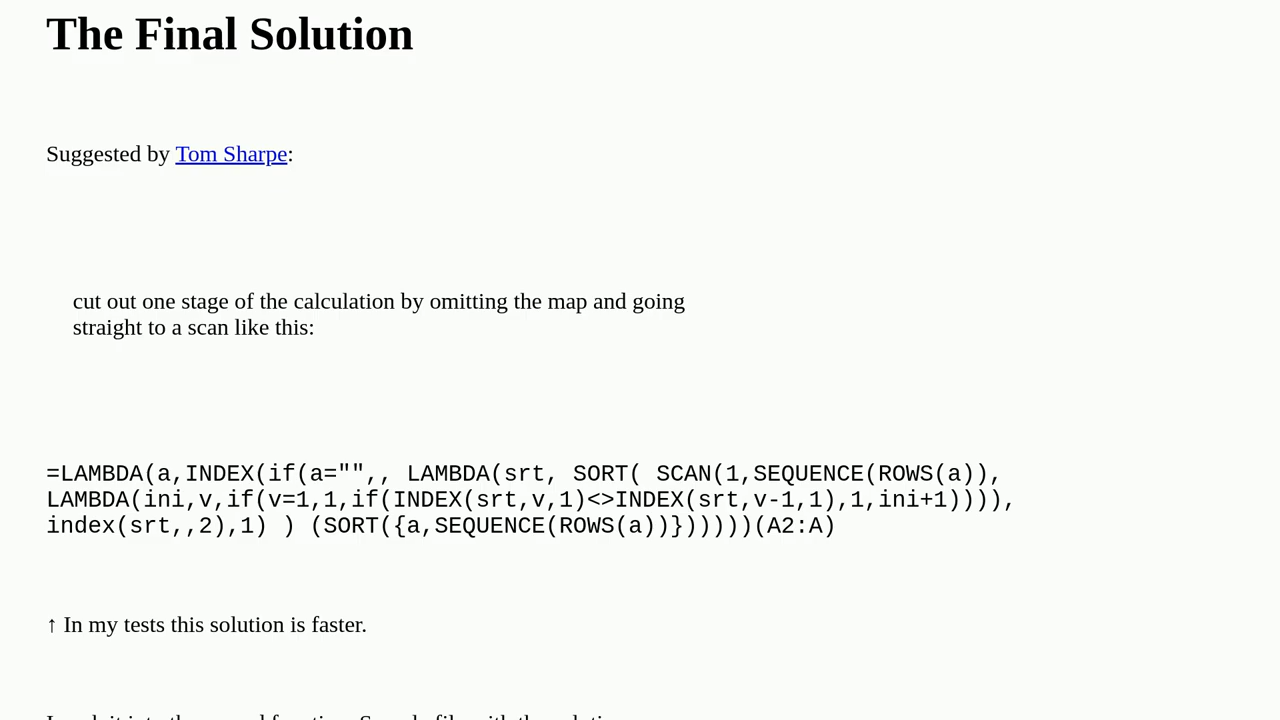 The Final Solution
Suggested by Tom Sharpe:
cut out one stage of the calculation by omitting the map and going
straight to a scan like this:
=LAMBDA(a,INDEX(if(a="",, LAMBDA(srt, SORT( SCAN(1,SEQUENCE(ROWS(a)),
LAMBDA(ini,v,if(v=1,1,if(INDEX(srt,v,1)<>INDEX(srt,v-1,1),1,ini+1)))),
index(srt,,2),1) ) (SORT({a,SEQUENCE(ROWS(a))})))))(A2:A)
↑ In my tests this solution is faster.